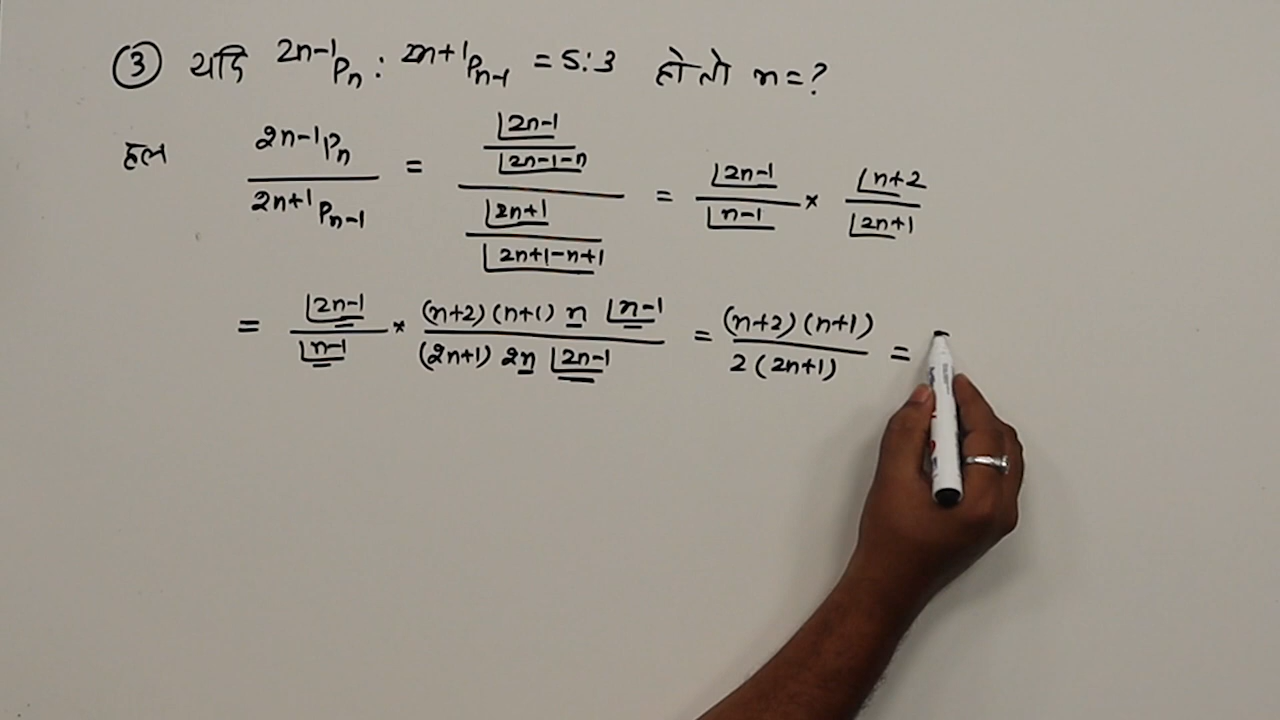 ③ यदि 2n-1Pn : 2n+1Pn-1 = 5:3 हो तो n = ?
हल 2n-1Pn / 2n+1Pn-1 = (⌊2n-1 / ⌊2n-1-n) / (⌊2n+1 / ⌊2n+1-n+1) = ⌊2n-1 / ⌊n-1 × ⌊n+2 / ⌊2n+1
= ⌊2n-1 / ⌊n-1 × (n+2)(n+1) n ⌊n-1 / (2n+1) 2n ⌊2n-1 = (n+2)(n+1) / 2(2n+1) =